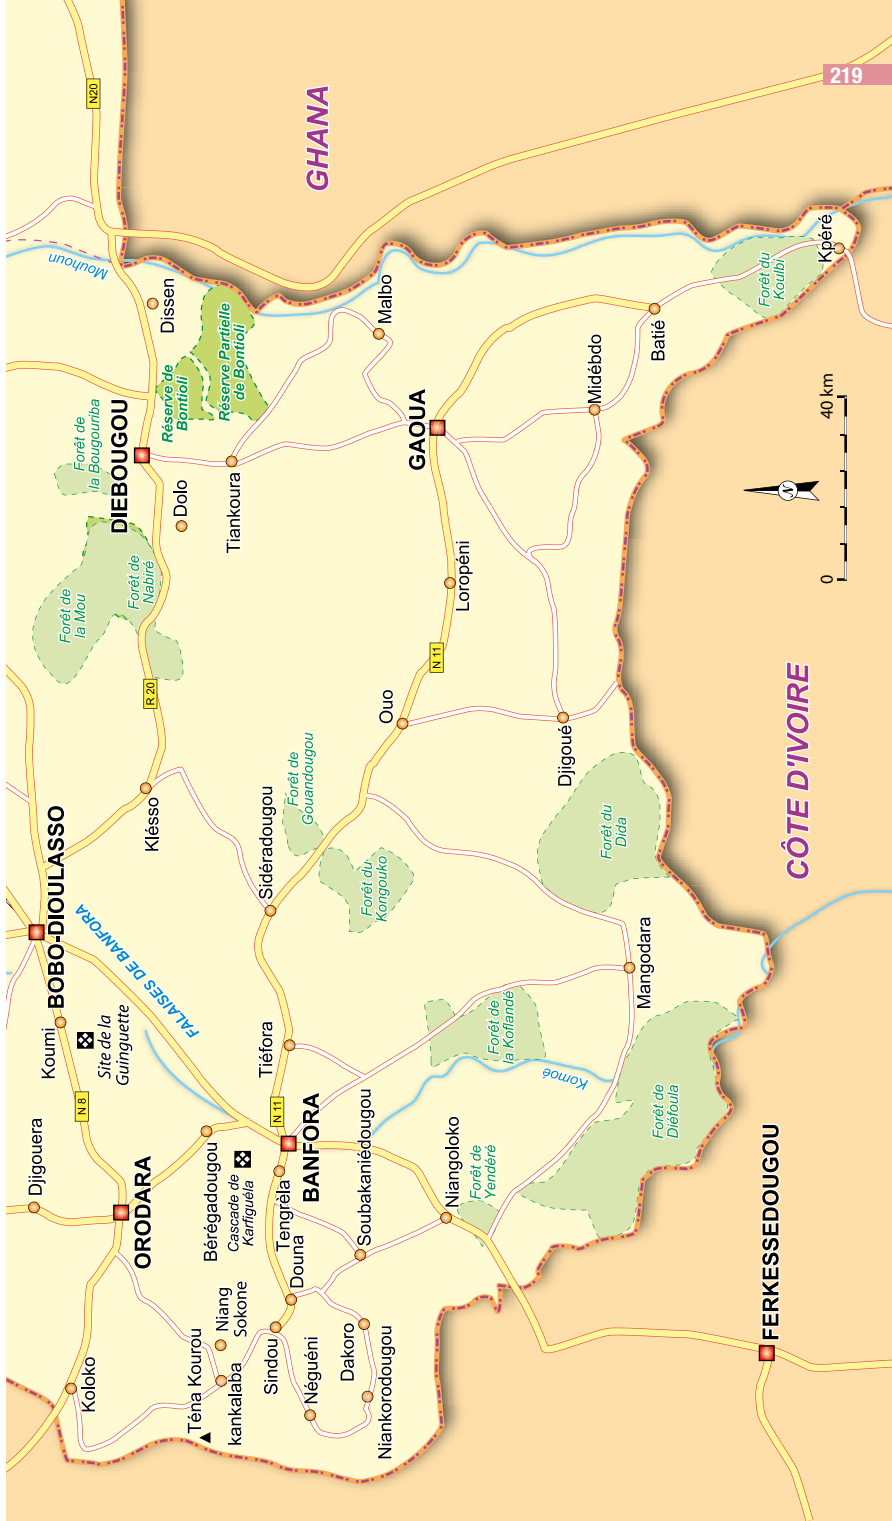 219
GHANA
N20
Mouhoun
Dissen
Réserve de
Bontioli
Réserve Partielle
de Bontioli
Malbo
Forêt du
Koulbi
Kpéré
Batié
Midébdo
GAOUA
DIEBOUGOU
Forêt de
la Bougouriba
Dolo
Tiankoura
Forêt de
la Mou
Forêt de
Nabiré
Loropéni
N 11
R 20
Ouo
Djigoué
0
40 km
N
CÔTE D'IVOIRE
Klésso
Forêt de
Gouandougou
Sidéradougou
Forêt du
Kongouko
Forêt du
Dida
BOBO-DIOULASSO
FALAISES DE BANFORA
Koumi
Site de la
Guinguette
N 8
Tiéfora
Mangodara
Forêt de
la Koflandé
Komoé
Forêt de
Diéfoula
N 11
BANFORA
Djigouera
ORODARA
Bérégadougou
Cascade de
Karfiguéla
Tengrèla
Douna
Soubakaniédougou
Niangoloko
Forêt de
Yendéré
FERKESSEDOUGOU
Koloko
Téna Kourou
Niang
Sokone
kankalaba
Sindou
Néguéni
Dakoro
Niankorodougou